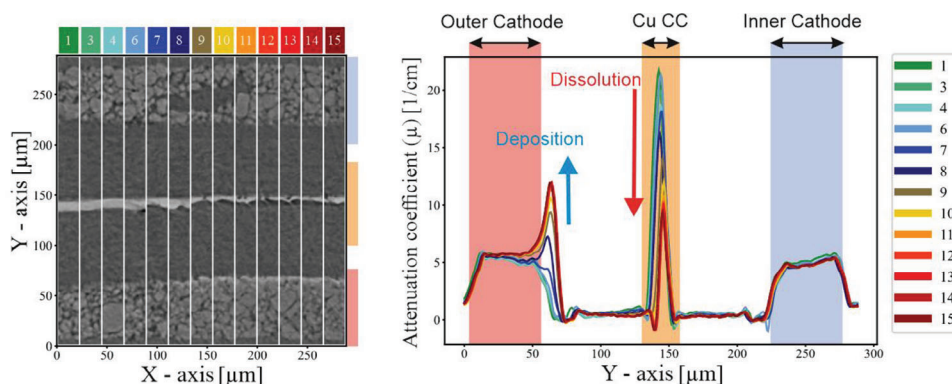 1 3 4 6 7 8 9 10 11 12 13 14 15
Y - axis [µm]
250
200
150
100
50
0
0 50 100 150 200 250
X - axis [µm]
Outer Cathode Cu CC Inner Cathode
Attenuation coefficient (µ) [1/cm]
20
15
10
5
0
Dissolution
Deposition
0 50 100 150 200 250 300
Y - axis [µm]
1
3
4
6
7
8
9
10
11
12
13
14
15